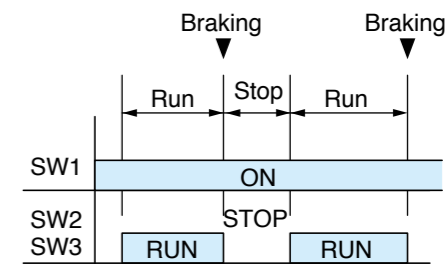 Braking Braking
Run Stop Run
SW1 ON
SW2 STOP
SW3 RUN RUN